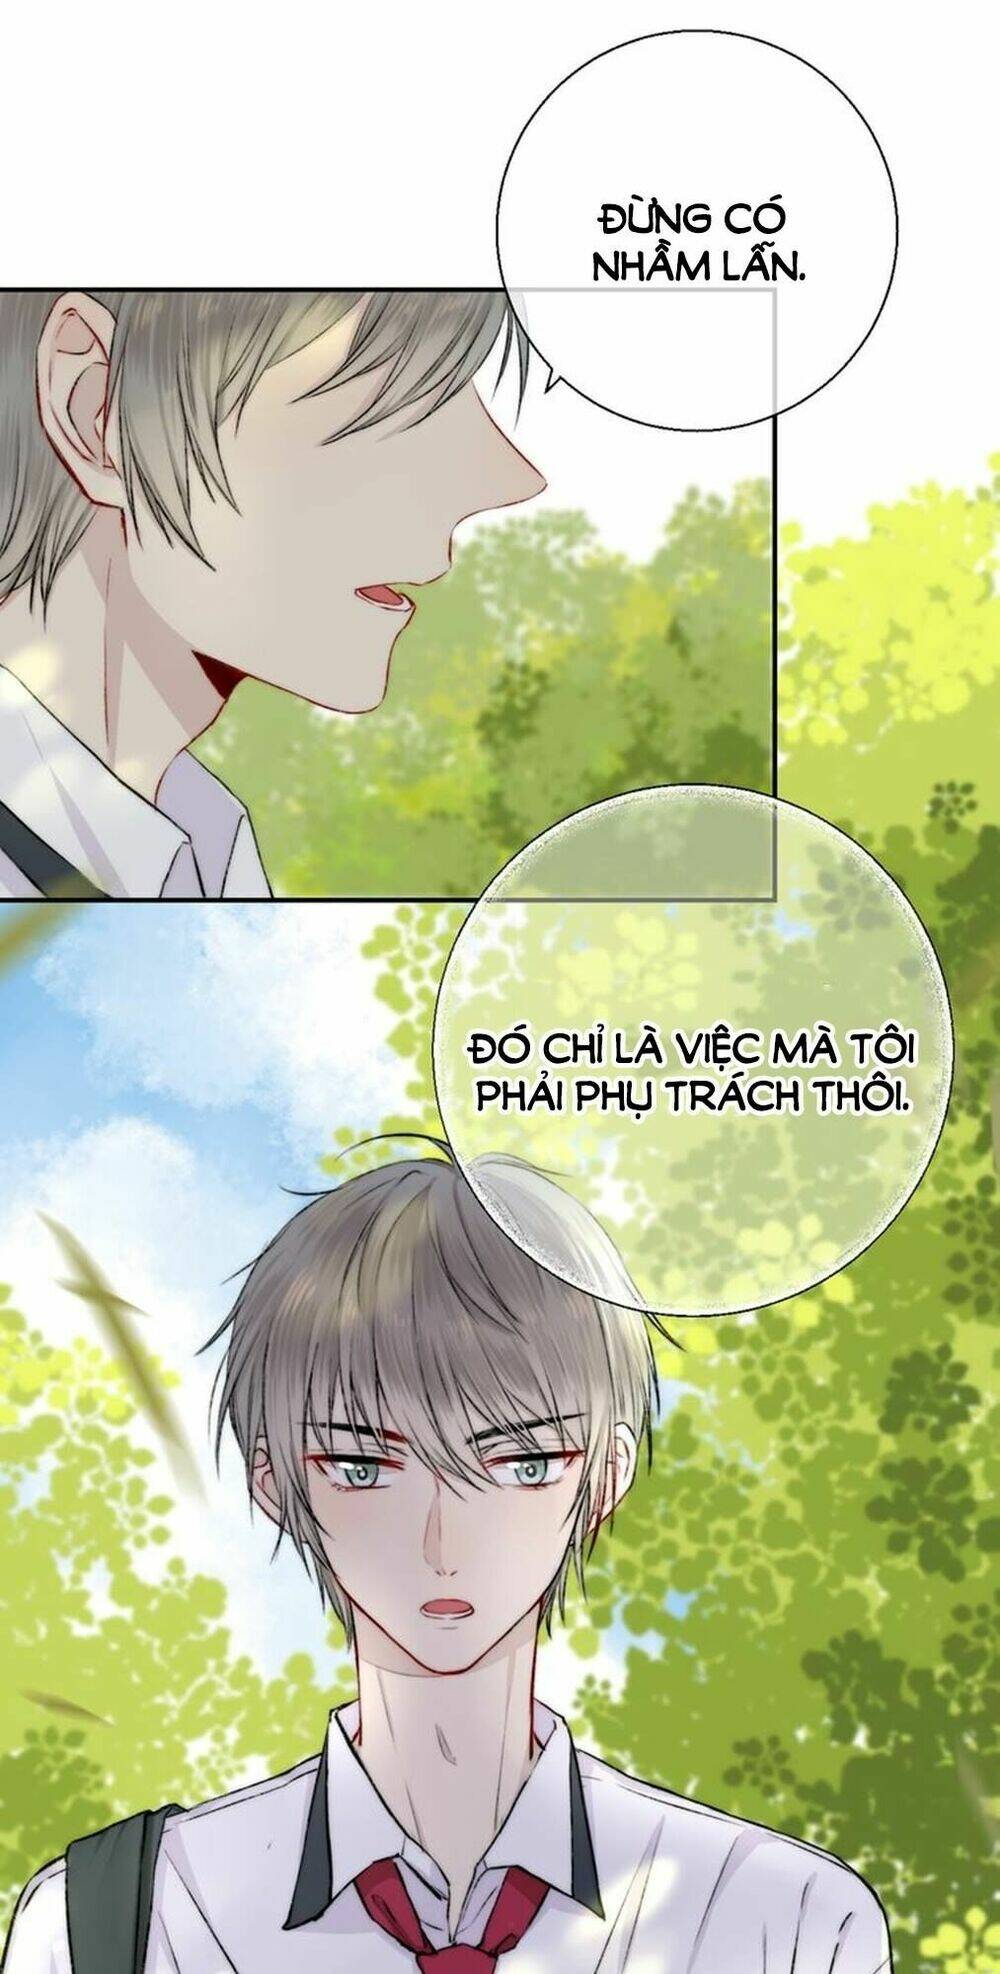 ĐỪNG CÓ
NHẦM LẪN.
ĐÓ CHỈ LÀ VIỆC MÀ TÔI
PHẢI PHỤ TRÁCH THÔI.